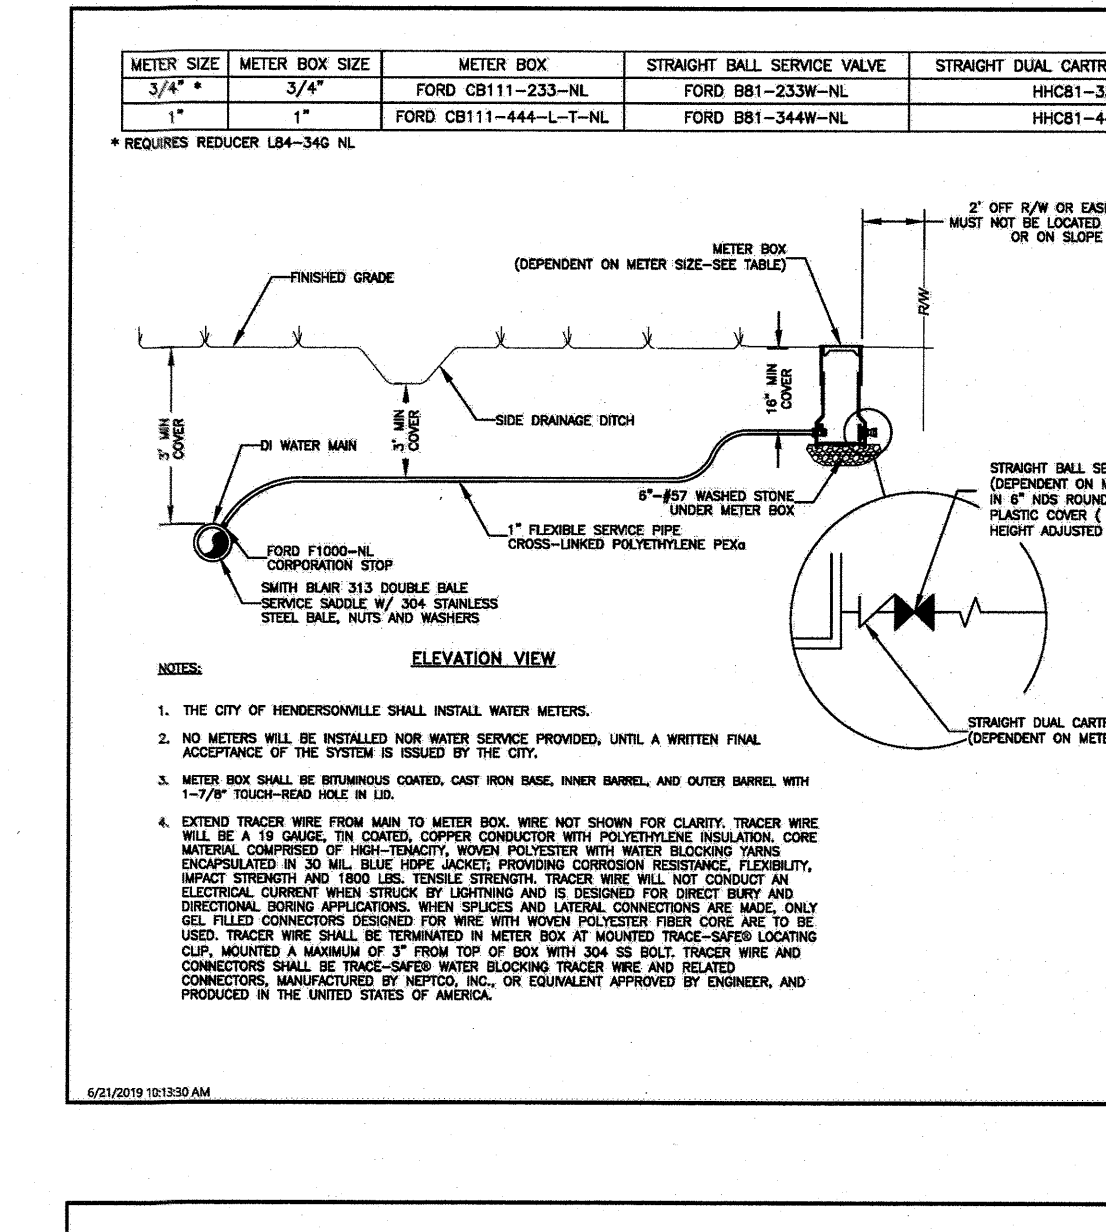 METER SIZE METER BOX SIZE METER BOX STRAIGHT BALL SERVICE VALVE STRAIGHT DUAL CARTR
3/4" * 3/4" FORD CB111-233-NL FORD B81-233W-NL HHC81-3
1" 1" FORD CB111-444-L-T-NL FORD B81-344W-NL HHC81-4
* REQUIRES REDUCER L84-34G NL
2' OFF R/W OR EAS
MUST NOT BE LOCATED
OR ON SLOPE
METER BOX
(DEPENDENT ON METER SIZE-SEE TABLE)
FINISHED GRADE
R/W
16" MIN
COVER
3' MIN
COVER
3' MIN
COVER
SIDE DRAINAGE DITCH
DI WATER MAIN
STRAIGHT BALL SE
(DEPENDENT ON M
IN 6" NDS ROUND
PLASTIC COVER (
HEIGHT ADJUSTED
6"-#57 WASHED STONE
UNDER METER BOX
1" FLEXIBLE SERVICE PIPE
CROSS-LINKED POLYETHYLENE PEXa
FORD F1000-NL
CORPORATION STOP
SMITH BLAIR 313 DOUBLE BALE
SERVICE SADDLE W/ 304 STAINLESS
STEEL BALE, NUTS AND WASHERS
ELEVATION VIEW
STRAIGHT DUAL CARTR
(DEPENDENT ON METE
NOTES:
1. THE CITY OF HENDERSONVILLE SHALL INSTALL WATER METERS.
2. NO METERS WILL BE INSTALLED NOR WATER SERVICE PROVIDED, UNTIL A WRITTEN FINAL
ACCEPTANCE OF THE SYSTEM IS ISSUED BY THE CITY.
3. METER BOX SHALL BE BITUMINOUS COATED, CAST IRON BASE, INNER BARREL, AND OUTER BARREL WITH
1-7/8" TOUCH-READ HOLE IN LID.
4. EXTEND TRACER WIRE FROM MAIN TO METER BOX. WIRE NOT SHOWN FOR CLARITY. TRACER WIRE
WILL BE A 19 GAUGE, TIN COATED, COPPER CONDUCTOR WITH POLYETHYLENE INSULATION. CORE
MATERIAL COMPRISED OF HIGH-TENACITY, WOVEN POLYESTER WITH WATER BLOCKING YARNS
ENCAPSULATED IN 30 MIL. BLUE HDPE JACKET; PROVIDING CORROSION RESISTANCE, FLEXIBILITY,
IMPACT STRENGTH AND 1800 LBS. TENSILE STRENGTH. TRACER WIRE WILL NOT CONDUCT AN
ELECTRICAL CURRENT WHEN STRUCK BY LIGHTNING AND IS DESIGNED FOR DIRECT BURY AND
DIRECTIONAL BORING APPLICATIONS. WHEN SPLICES AND LATERAL CONNECTIONS ARE MADE, ONLY
GEL FILLED CONNECTORS DESIGNED FOR WIRE WITH WOVEN POLYESTER FIBER CORE ARE TO BE
USED. TRACER WIRE SHALL BE TERMINATED IN METER BOX AT MOUNTED TRACE-SAFE® LOCATING
CLIP, MOUNTED A MAXIMUM OF 3" FROM TOP OF BOX WITH 304 SS BOLT. TRACER WIRE AND
CONNECTORS SHALL BE TRACE-SAFE® WATER BLOCKING TRACER WIRE AND RELATED
CONNECTORS, MANUFACTURED BY NEPTCO, INC., OR EQUIVALENT APPROVED BY ENGINEER, AND
PRODUCED IN THE UNITED STATES OF AMERICA.
6/21/2019 10:13:30 AM